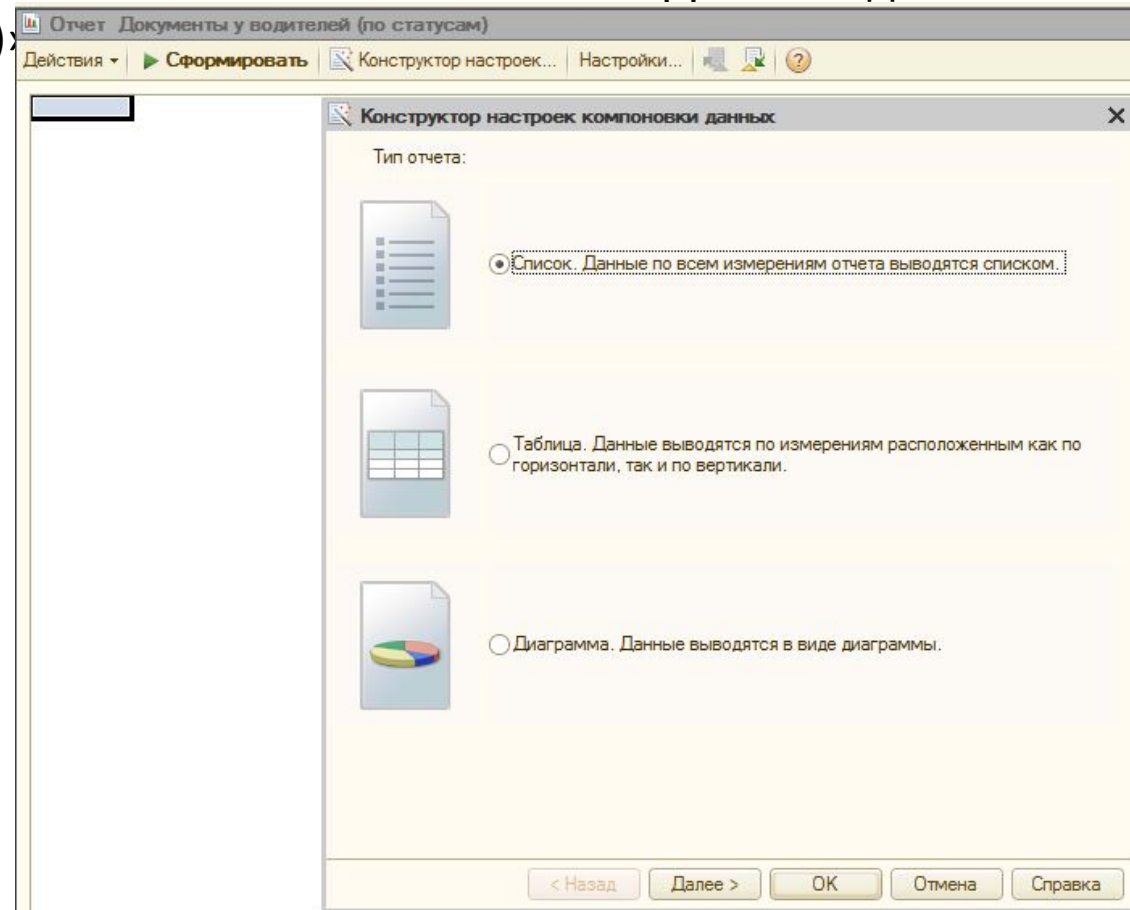 Отчет Документы у водителей (по статусам)
)
Действия Сформировать Конструктор настроек... Настройки... ?
Конструктор настроек компоновки данных
Тип отчета:
Список. Данные по всем измерениям отчета выводятся списком.
Таблица. Данные выводятся по измерениям расположенным как по
горизонтали, так и по вертикали.
Диаграмма. Данные выводятся в виде диаграммы.
< Назад Далее > OK Отмена Справка